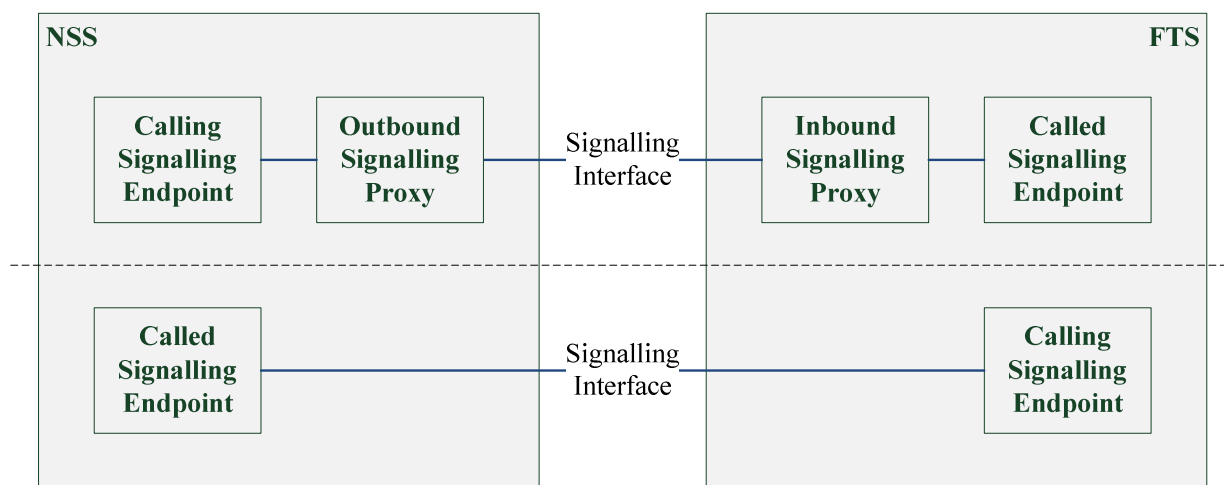 NSS
FTS
Calling
Signalling
Endpoint
Outbound
Signalling
Proxy
Signalling
Interface
Inbound
Signalling
Proxy
Called
Signalling
Endpoint
Called
Signalling
Endpoint
Signalling
Interface
Calling
Signalling
Endpoint